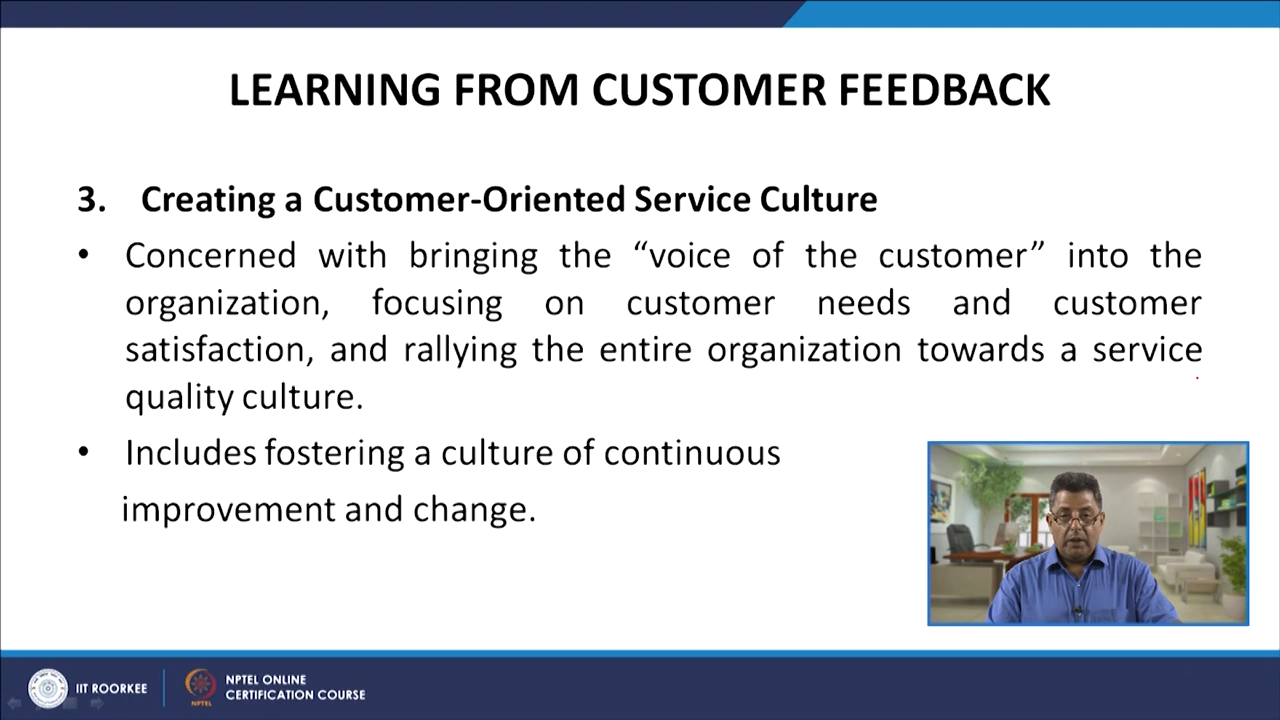 LEARNING FROM CUSTOMER FEEDBACK
3. Creating a Customer-Oriented Service Culture
• Concerned with bringing the “voice of the customer” into the
organization, focusing on customer needs and customer
satisfaction, and rallying the entire organization towards a service
quality culture.
• Includes fostering a culture of continuous
improvement and change.
IIT ROORKEE
NPTEL
NPTEL ONLINE
CERTIFICATION COURSE